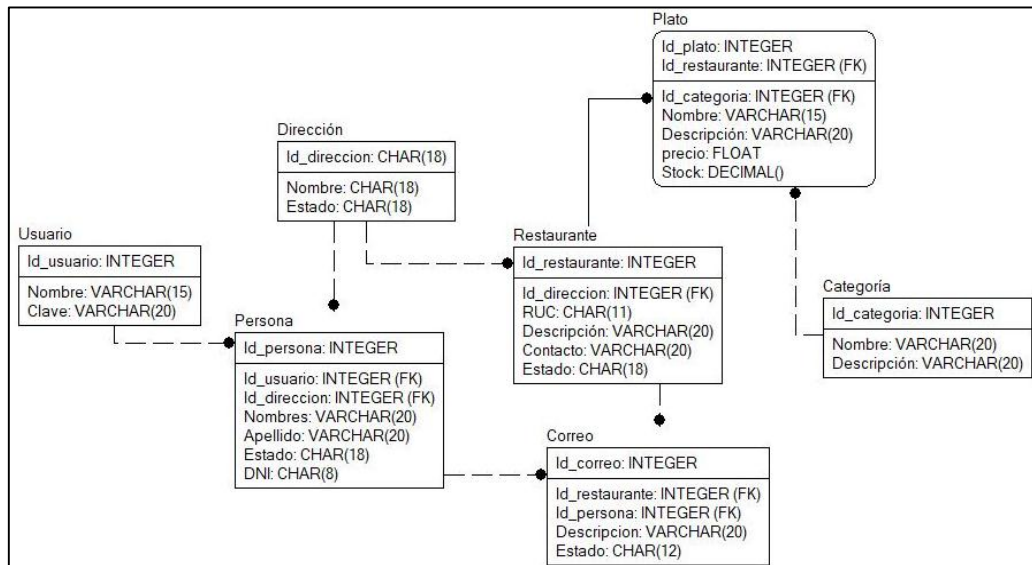 Plato
Id_plato: INTEGER
Id_restaurante: INTEGER (FK)
Id_categoria: INTEGER (FK)
Nombre: VARCHAR(15)
Descripción: VARCHAR(20)
precio: FLOAT
Stock: DECIMAL()
Dirección
Id_direccion: CHAR(18)
Nombre: CHAR(18)
Estado: CHAR(18)
Usuario
Id_usuario: INTEGER
Nombre: VARCHAR(15)
Clave: VARCHAR(20)
Restaurante
Id_restaurante: INTEGER
Id_direccion: INTEGER (FK)
RUC: CHAR(11)
Descripción: VARCHAR(20)
Contacto: VARCHAR(20)
Estado: CHAR(18)
Categoría
Id_categoria: INTEGER
Nombre: VARCHAR(20)
Descripción: VARCHAR(20)
Persona
Id_persona: INTEGER
Id_usuario: INTEGER (FK)
Id_direccion: INTEGER (FK)
Nombres: VARCHAR(20)
Apellido: VARCHAR(20)
Estado: CHAR(18)
DNI: CHAR(8)
Correo
Id_correo: INTEGER
Id_restaurante: INTEGER (FK)
Id_persona: INTEGER (FK)
Descripcion: VARCHAR(20)
Estado: CHAR(12)